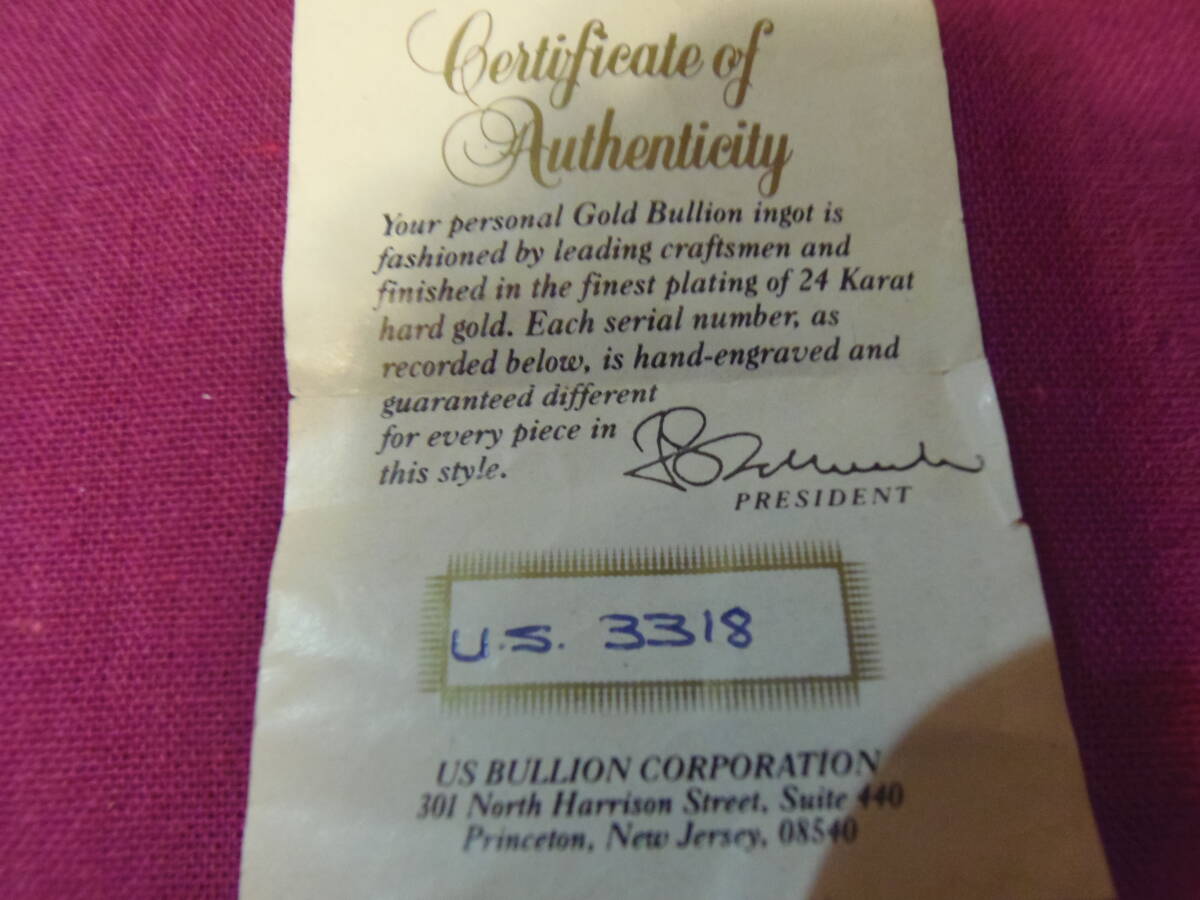 Certificate of
Authenticity
Your personal Gold Bullion ingot is
fashioned by leading craftsmen and
finished in the finest plating of 24 Karat
hard gold. Each serial number, as
recorded below, is hand-engraved and
guaranteed different
for every piece in
this style.
PRESIDENT
U.S. 3318
US BULLION CORPORATION
301 North Harrison Street, Suite 440
Princeton, New Jersey, 08540